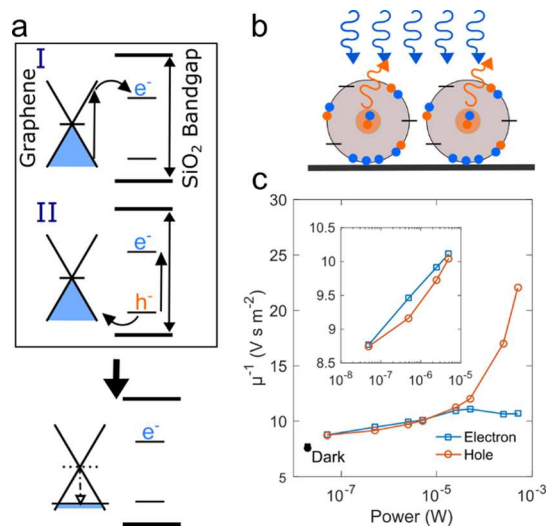 a
I
e-
Graphene
SiO2 Bandgap
II
e-
h-
e-
b
c
30
25
20
15
10
5
μ-1 (V s m-2)
10
9.5
9
8.5
10-8
10-7
10-6
10-5
Dark
Electron
Hole
10-7
10-5
10-3
Power (W)